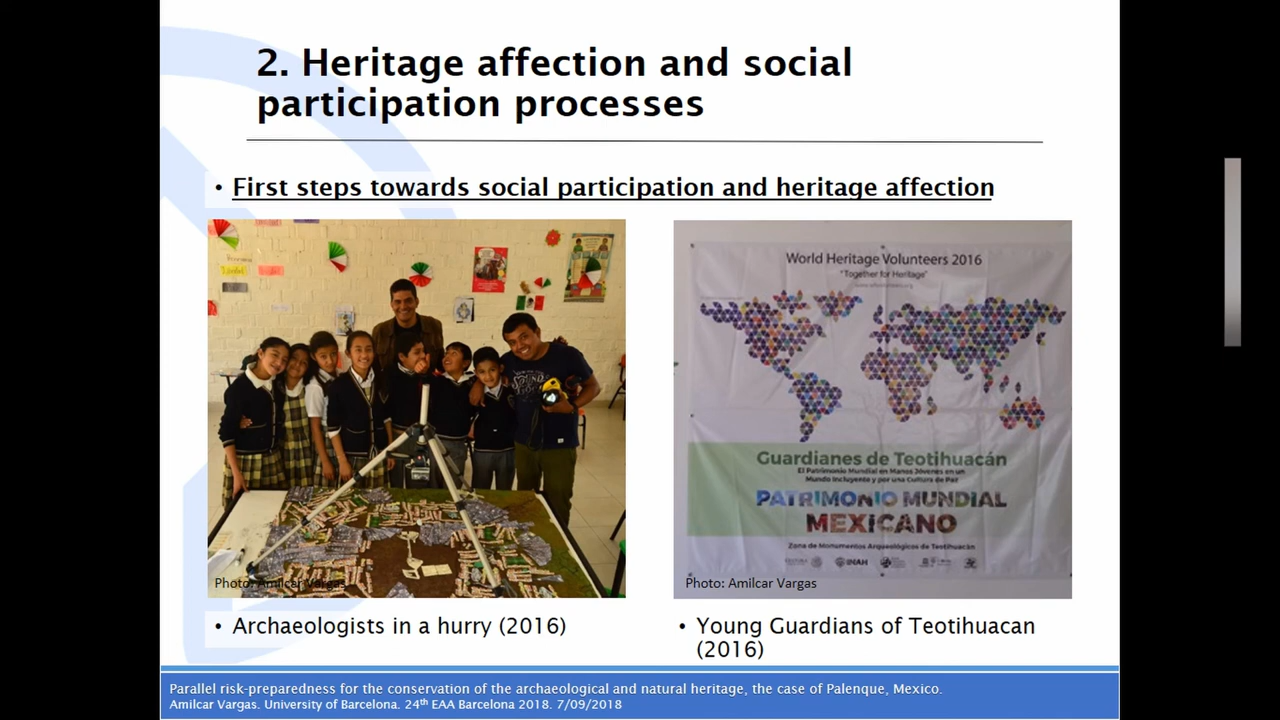 2. Heritage affection and social
participation processes
• First steps towards social participation and heritage affection
World Heritage Volunteers 2016
"Together for Heritage"
Guardianes de Teotihuacán
El Patrimonio Mundial en Manos Jóvenes en un
Mundo Incluyente y por una Cultura de Paz
PATRIMONIO MUNDIAL
MEXICANO
Zona de Monumentos Arqueológicos de Teotihuacán
CULTURA
INAH
Photo: Amilcar Vargas
Photo: Amilcar Vargas
• Archaeologists in a hurry (2016)
• Young Guardians of Teotihuacan
(2016)
Parallel risk-preparedness for the conservation of the archaeological and natural heritage, the case of Palenque, Mexico.
Amilcar Vargas. University of Barcelona. 24th EAA Barcelona 2018. 7/09/2018